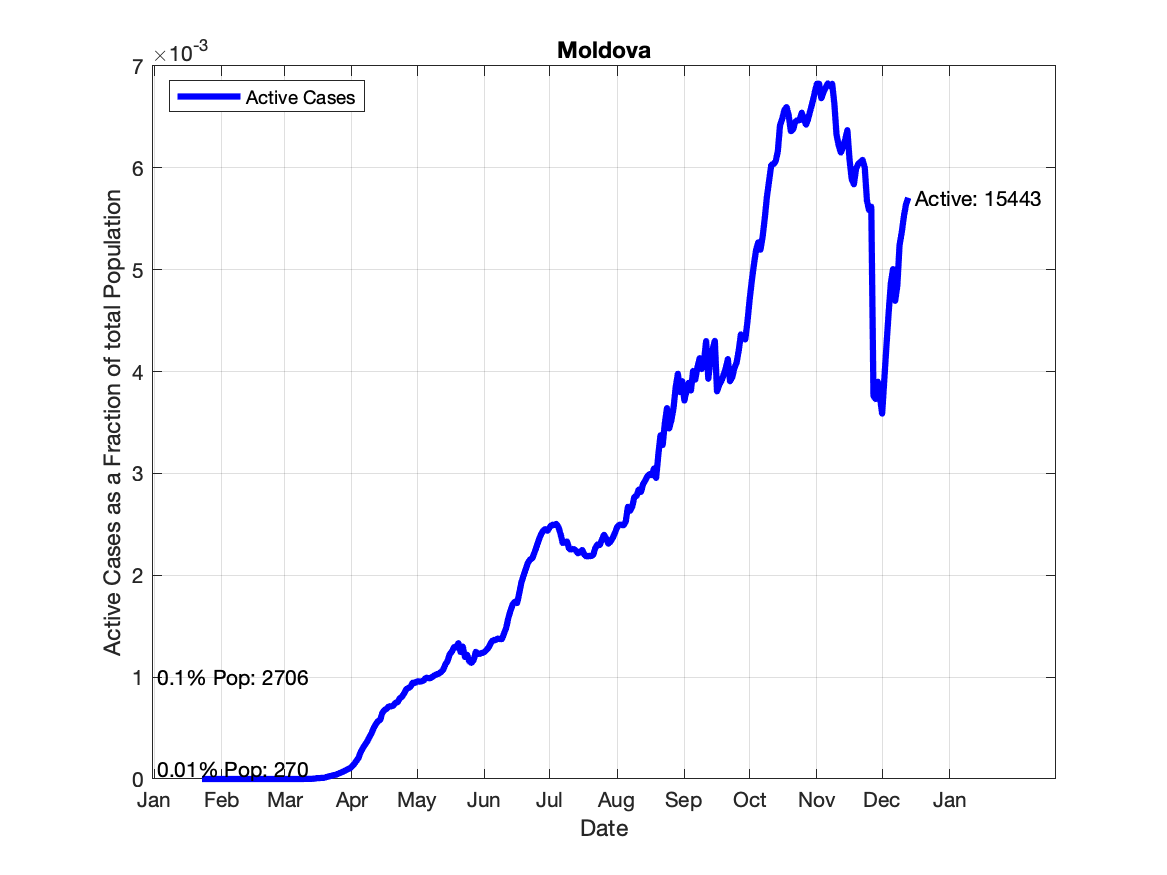 Moldova
×10-3
7
6
5
4
3
2
1
0
Active Cases as a Fraction of total Population
Active Cases
Active: 15443
0.1% Pop: 2706
0.01% Pop: 270
Jan Feb Mar Apr May Jun Jul Aug Sep Oct Nov Dec Jan
Date